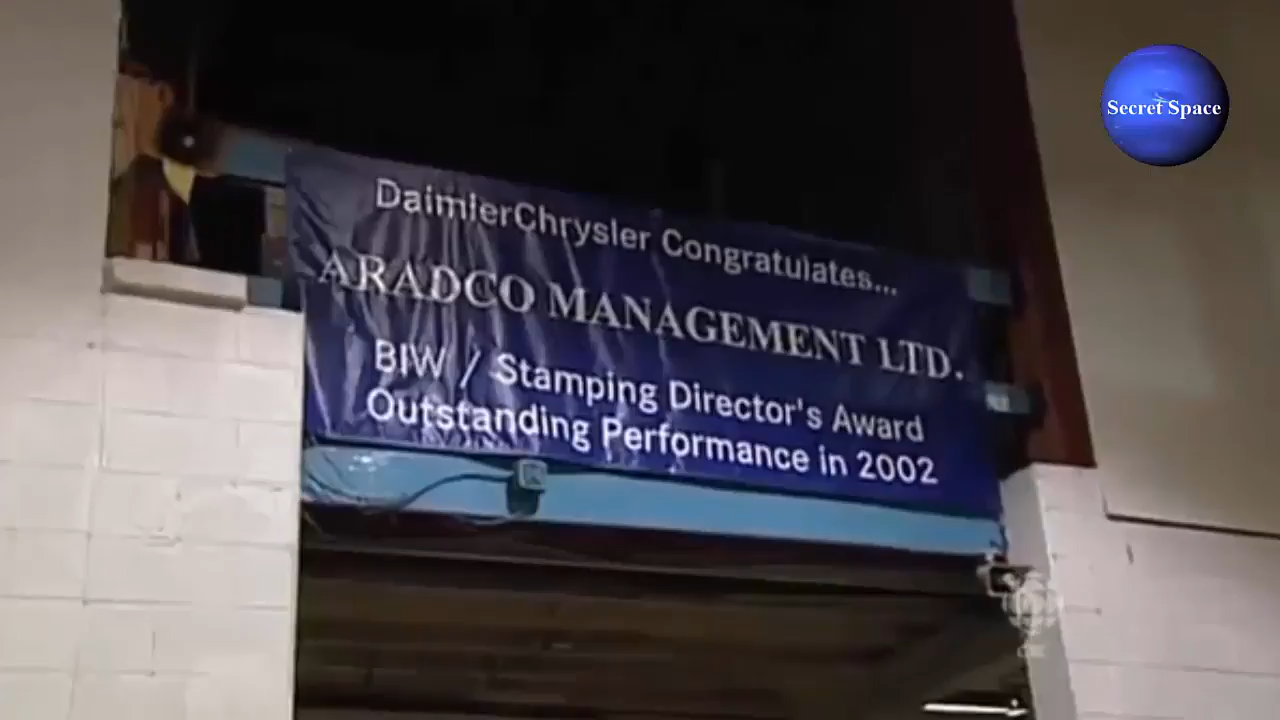 Secret Space
DaimlerChrysler Congratulates...
ARADCO MANAGEMENT LTD.
BIW / Stamping Director's Award
Outstanding Performance in 2002